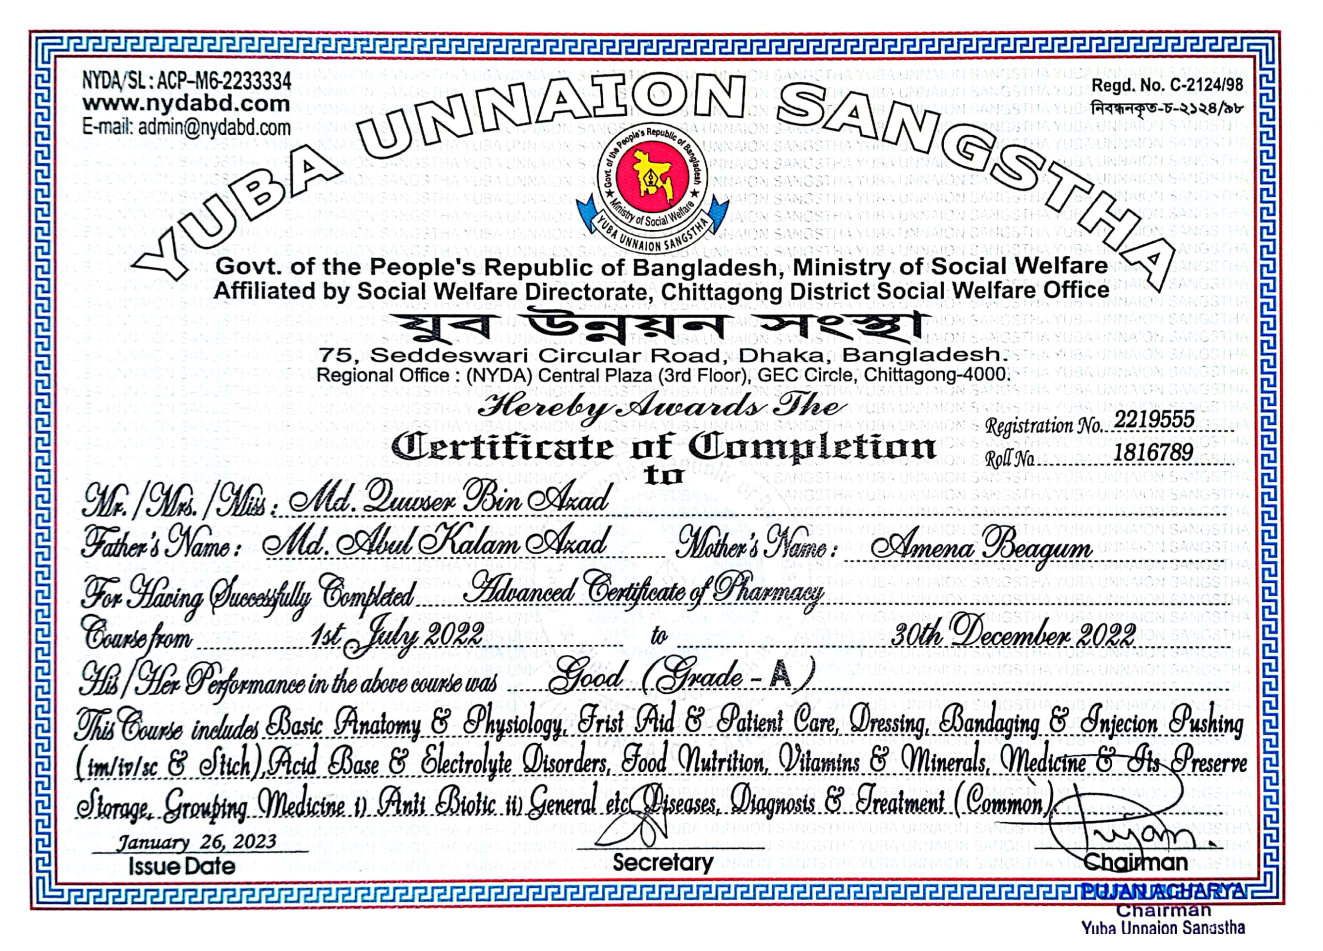 NYDA/SL : ACP-M6-2233334
www.nydabd.com
E-mail: admin@nydabd.com
Regd. No. C-2124/98
নিবন্ধনকৃত-চ-২১২৪/৯৮
YUBA UNNAION SANGSTHA
Govt. of the People's Republic of Bangladesh
Ministry of Social Welfare
YUBA UNNAION SANGSTHA
Govt. of the People's Republic of Bangladesh, Ministry of Social Welfare
Affiliated by Social Welfare Directorate, Chittagong District Social Welfare Office
যুব উন্নয়ন সংস্থা
75, Seddeswari Circular Road, Dhaka, Bangladesh.
Regional Office : (NYDA) Central Plaza (3rd Floor), GEC Circle, Chittagong-4000.
Hereby Awards The
Certificate of Completion
to
Registration No. 2219555
Roll No 1816789
Mr. /Mrs. /Miss : Md. Quwser Bin Azad
Father's Name : Md. Abul Kalam Azad Mother's Name : Amena Beagum
For Having Successfully Completed Advanced Certificate of Pharmacy
Course from 1st July 2022 to 30th December 2022
His / Her Performance in the above course was Good (Grade - A)
This Course includes Basic Anatomy & Physiology, Frist Aid & Patient Care, Dressing, Bandaging & Injecion Pushing
(im/iv/sc & Stich), Acid Base & Electrolyte Disorders, Food Nutrition, Vitamins & Minerals, Medicine & Its Preserve
Storage, Grouping Medicine i) Anti Biotic ii) General etc Diseases, Diagnosis & Treatment (Common)
January 26, 2023
Issue Date
Secretary
Chairman
PUJAN ACHARYA
Chairman
Yuba Unnaion Sangstha